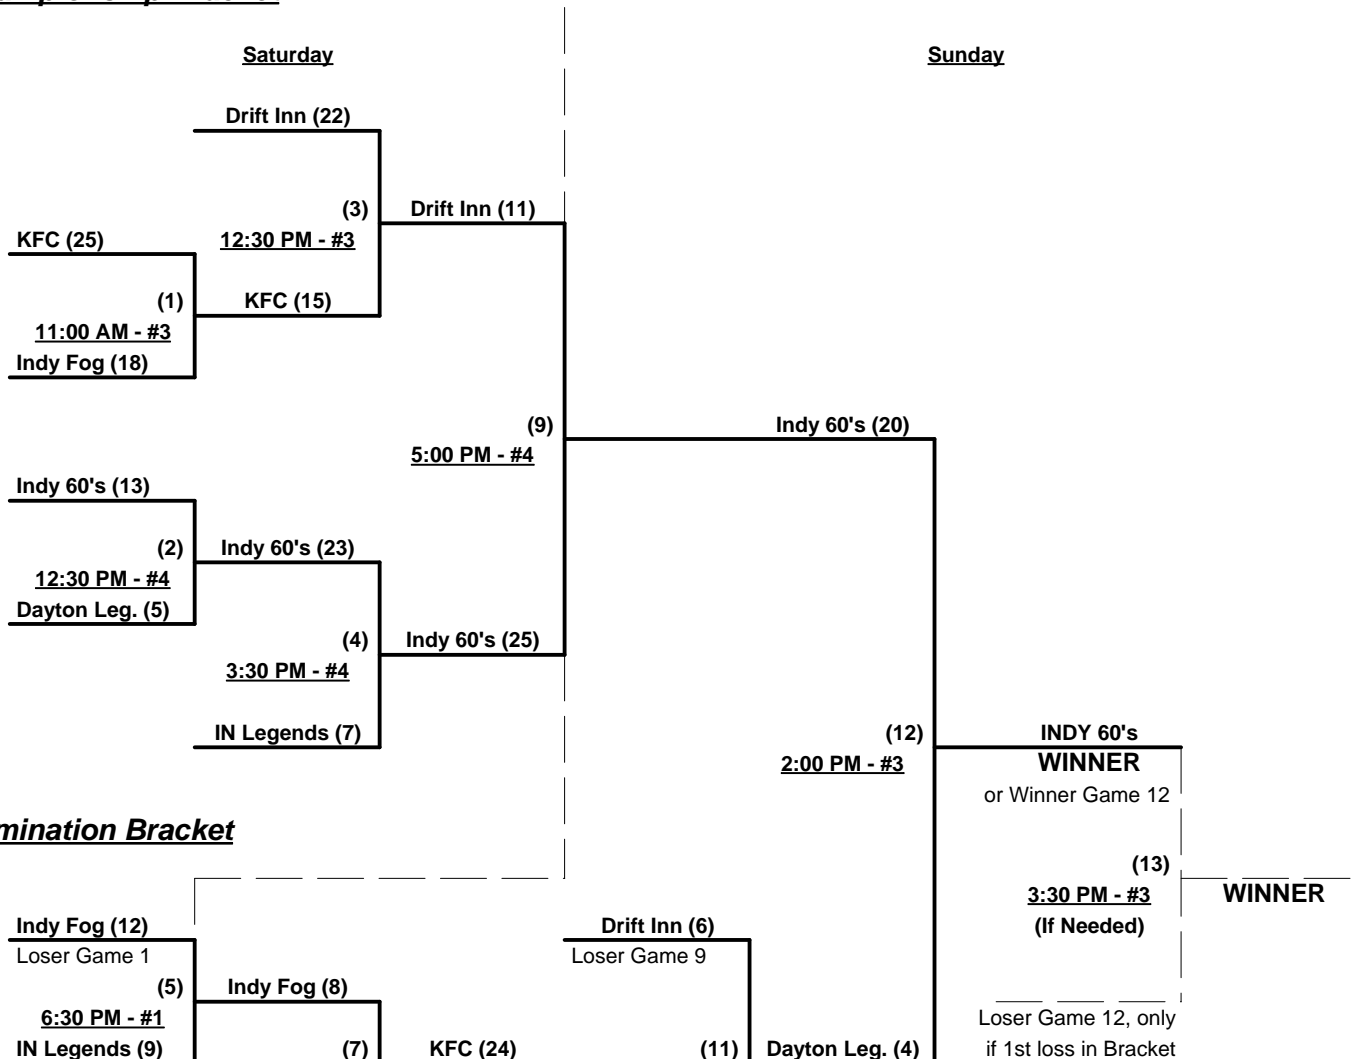 Saturday
Sunday
Drift Inn (22)
(3)
Drift Inn (11)
KFC (25)
12:30 PM - #3
(1)
KFC (15)
11:00 AM - #3
Indy Fog (18)
(9)
Indy 60's (20)
5:00 PM - #4
Indy 60's (13)
(2)
Indy 60's (23)
12:30 PM - #4
Dayton Leg. (5)
(4)
Indy 60's (25)
3:30 PM - #4
IN Legends (7)
(12)
INDY 60's
2:00 PM - #3
WINNER
or Winner Game 12
mination Bracket
(13)
3:30 PM - #3
WINNER
(If Needed)
Indy Fog (12)
Drift Inn (6)
Loser Game 1
Loser Game 9
(5)
Indy Fog (8)
6:30 PM - #1
Loser Game 12, only
IN Legends (9)
(7)
KFC (24)
(11)
Dayton Leg. (4)
if 1st loss in Bracket